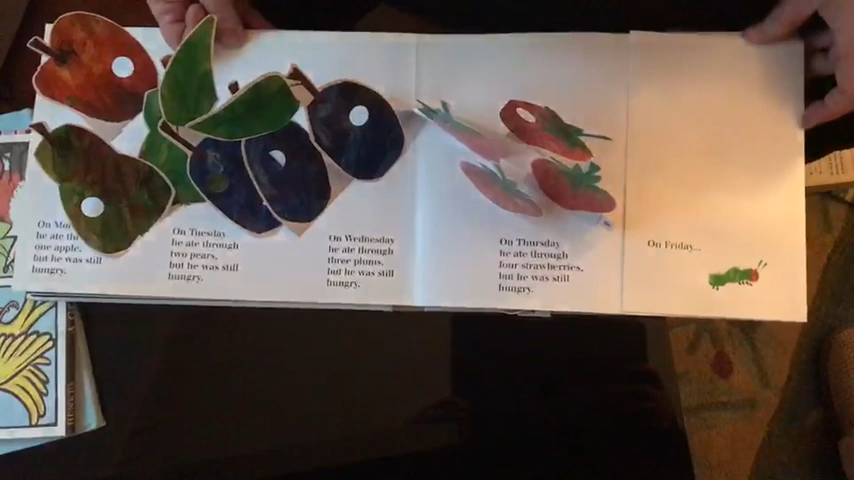 On Mo
he ate th
one apple.
but he was still
hungry.
On Tuesday
he ate through
two pears,
but he was still
hungry.
On Wednesday
he ate through
three plums,
but he was still
hungry.
On Thursday
he ate through
four strawberries,
but he was still
hungry.
On Friday...